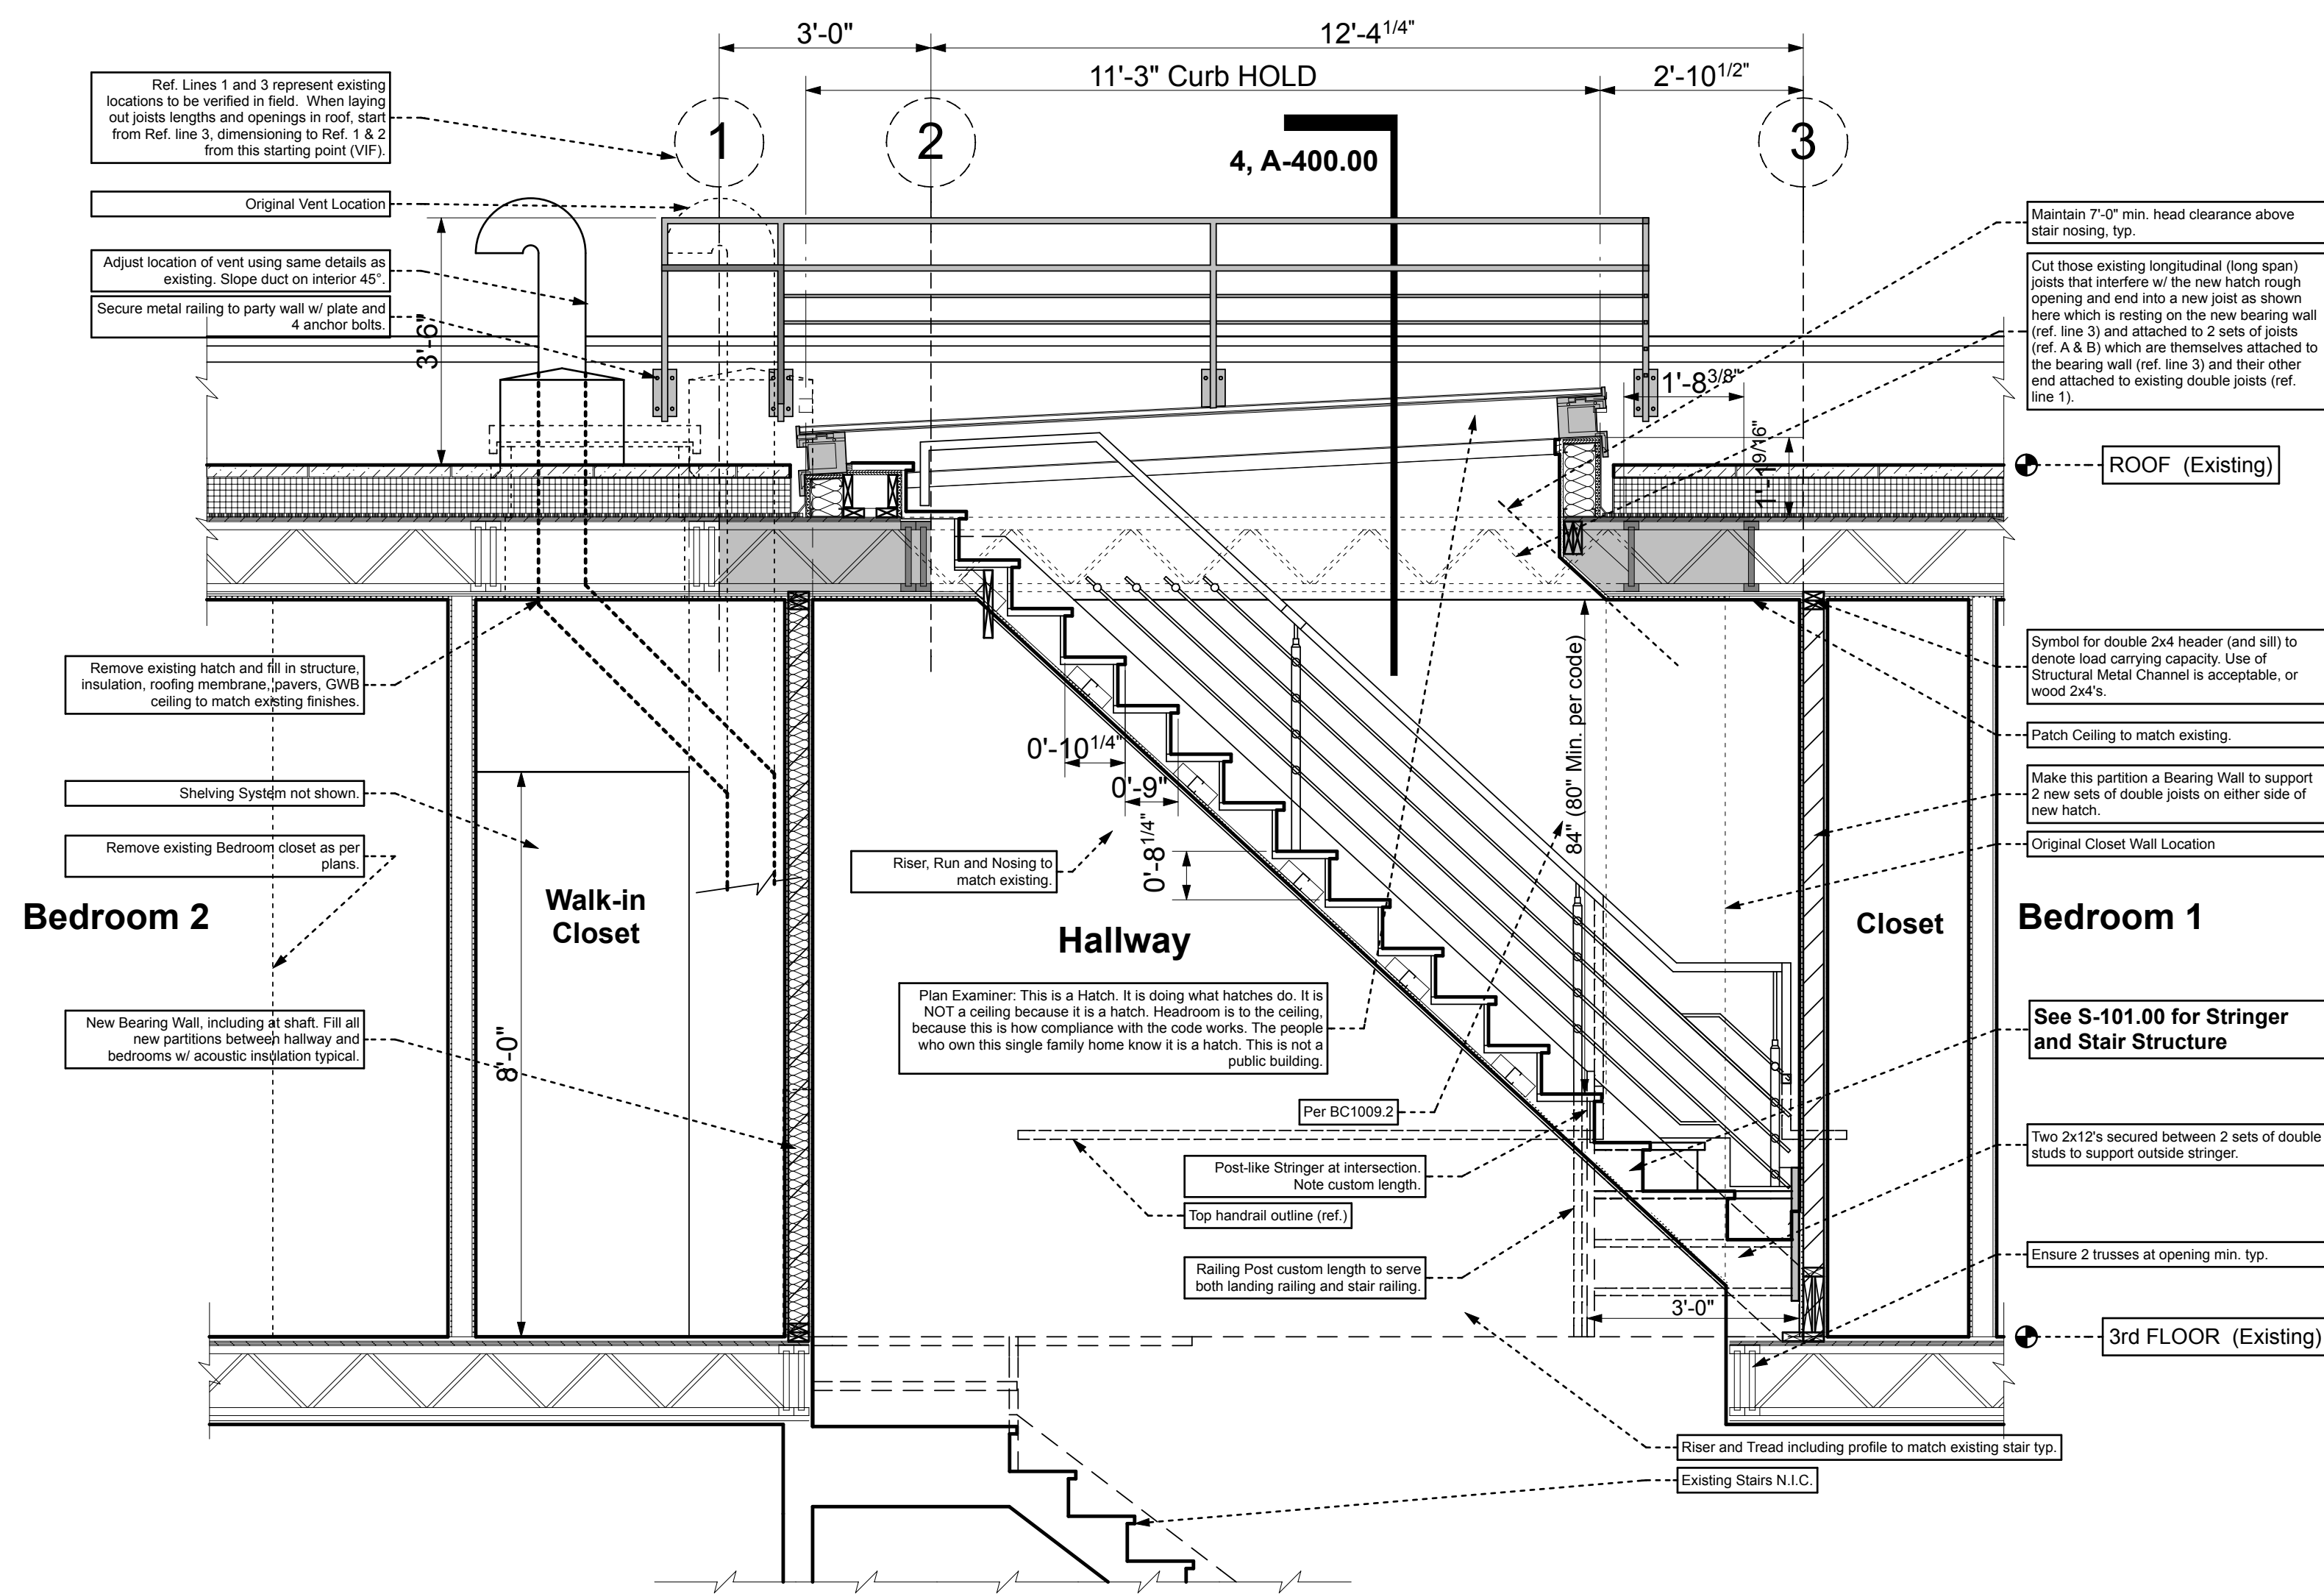 3'-0"
12'-4 1/4"
11'-3" Curb HOLD
2'-10 1/2"
1
2
3
4, A-400.00
Ref. Lines 1 and 3 represent existing
locations to be verified in field. When laying
out joists lengths and openings in roof, start
from Ref. line 3, dimensioning to Ref. 1 & 2
from this starting point (VIF).
Original Vent Location
Adjust location of vent using same details as
existing. Slope duct on interior 45°.
Secure metal railing to party wall w/ plate and
4 anchor bolts.
3'-6"
Maintain 7'-0" min. head clearance above
stair nosing, typ.
Cut those existing longitudinal (long span)
joists that interfere w/ the new hatch rough
opening and end into a new joist as shown
here which is resting on the new bearing wall
(ref. line 3) and attached to 2 sets of joists
(ref. A & B) which are themselves attached to
the bearing wall (ref. line 3) and their other
end attached to existing double joists (ref.
line 1).
1'-8 3/8"
1'-1 9/16"
ROOF (Existing)
Remove existing hatch and fill in structure,
insulation, roofing membrane, pavers, GWB
ceiling to match existing finishes.
Shelving System not shown.
Remove existing Bedroom closet as per
plans.
Bedroom 2
Walk-in
Closet
New Bearing Wall, including at shaft. Fill all
new partitions between hallway and
bedrooms w/ acoustic insulation typical.
8'-0"
0'-10 1/4"
0'-9"
0'-8 1/4"
Riser, Run and Nosing to
match existing.
84" (80" Min. per code)
Hallway
Plan Examiner: This is a Hatch. It is doing what hatches do. It is
NOT a ceiling because it is a hatch. Headroom is to the ceiling,
because this is how compliance with the code works. The people
who own this single family home know it is a hatch. This is not a
public building.
Per BC1009.2
Post-like Stringer at intersection.
Note custom length.
Top handrail outline (ref.)
Railing Post custom length to serve
both landing railing and stair railing.
3'-0"
Symbol for double 2x4 header (and sill) to
denote load carrying capacity. Use of
Structural Metal Channel is acceptable, or
wood 2x4's.
Patch Ceiling to match existing.
Make this partition a Bearing Wall to support
2 new sets of double joists on either side of
new hatch.
Original Closet Wall Location
Closet
Bedroom 1
See S-101.00 for Stringer
and Stair Structure
Two 2x12's secured between 2 sets of double
studs to support outside stringer.
Ensure 2 trusses at opening min. typ.
3rd FLOOR (Existing)
Riser and Tread including profile to match existing stair typ.
Existing Stairs N.I.C.